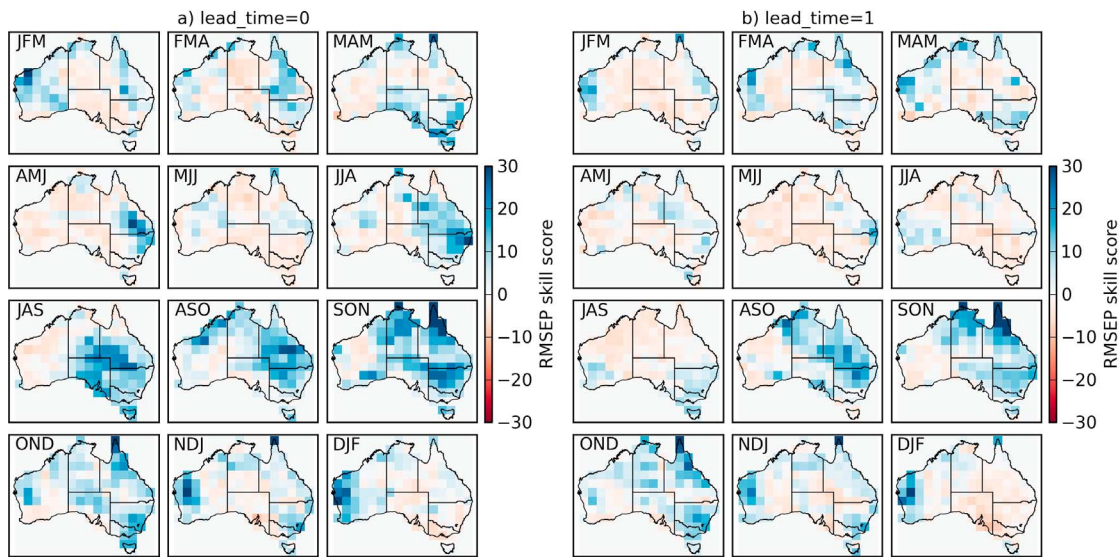 a) lead_time=0
JFM FMA MAM
AMJ MJJ JJA
JAS ASO SON
OND NDJ DJF
30
20
10
0
−10
−20
−30
RMSEP skill score
b) lead_time=1
JFM FMA MAM
AMJ MJJ JJA
JAS ASO SON
OND NDJ DJF
30
20
10
0
−10
−20
−30
RMSEP skill score